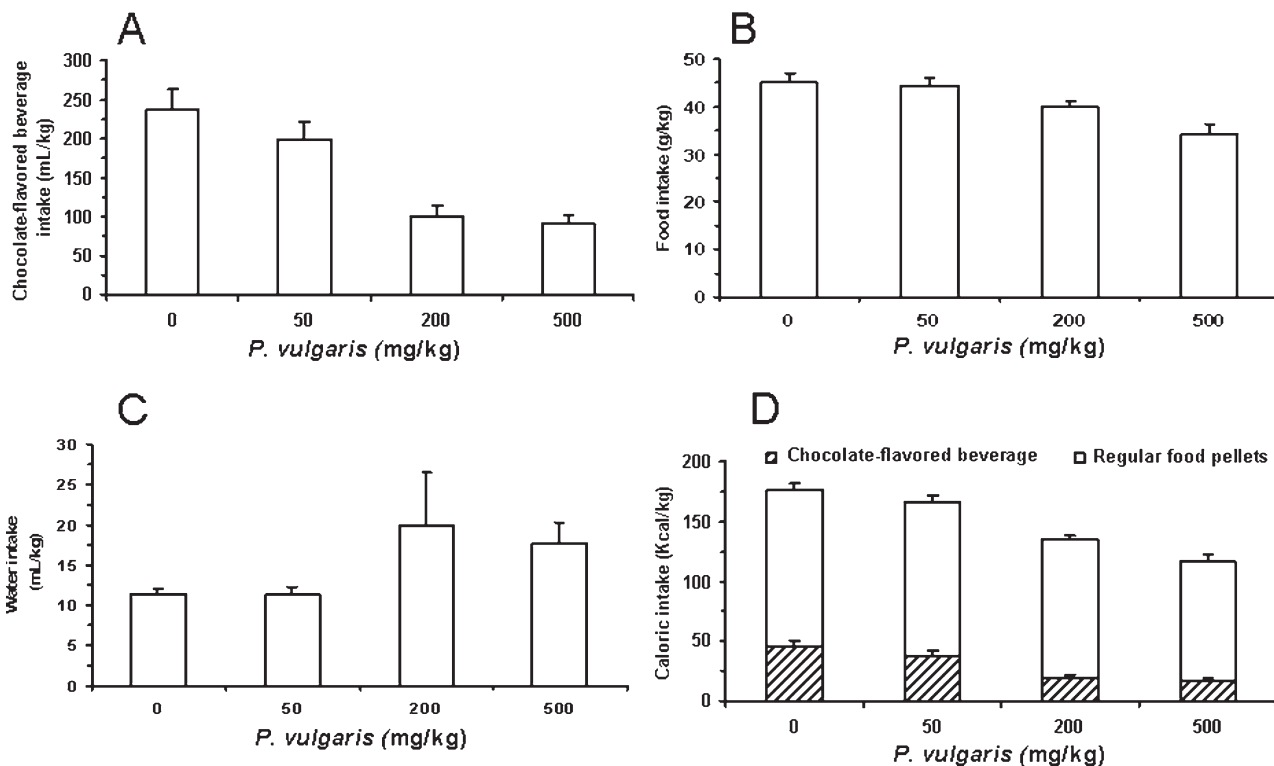 A
Chocolate-flavored beverage
intake (mL/kg)
300
250
200
150
100
50
0
0 50 200 500
P. vulgaris (mg/kg)
B
Food intake (g/kg)
50
40
30
20
10
0
0 50 200 500
P. vulgaris (mg/kg)
C
Water intake
(mL/kg)
30
25
20
15
10
5
0
0 50 200 500
P. vulgaris (mg/kg)
D
Chocolate-flavored beverage Regular food pellets
Caloric intake (Kcal/kg)
200
150
100
50
0
0 50 200 500
P. vulgaris (mg/kg)